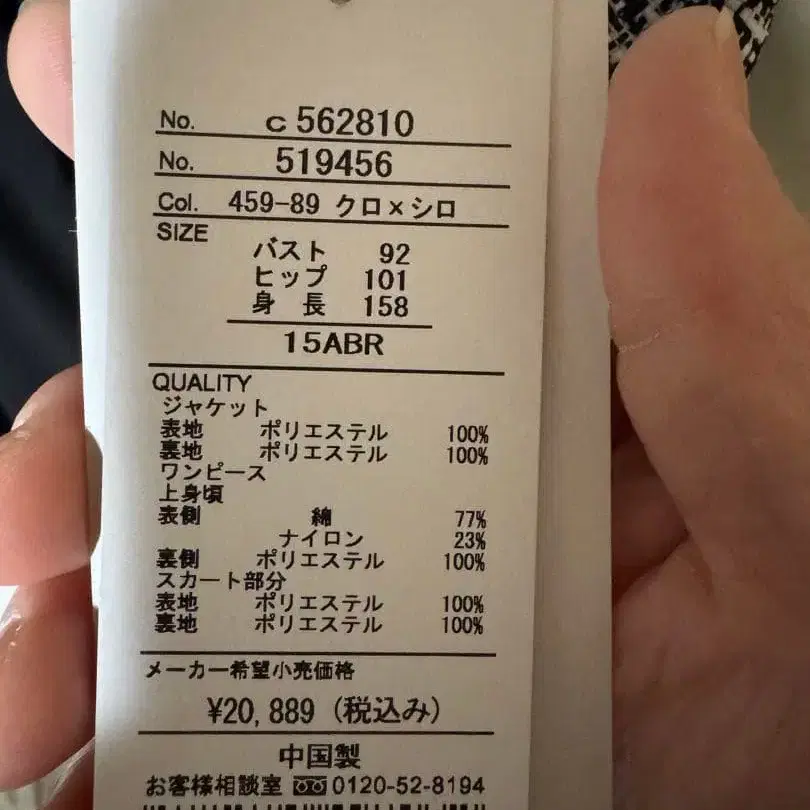 No. c 562810
No. 519456
Col. 459-89 クロ×シロ
SIZE
バスト 92
ヒップ 101
身長 158
15ABR
QUALITY
ジャケット
表地 ポリエステル 100%
裏地 ポリエステル 100%
ワンピース
上身頃
表側 綿 77%
ナイロン 23%
裏側 ポリエステル 100%
スカート部分
表地 ポリエステル 100%
裏地 ポリエステル 100%
メーカー希望小売価格
¥20,889 (税込み)
中国製
お客様相談室 0120-52-8194